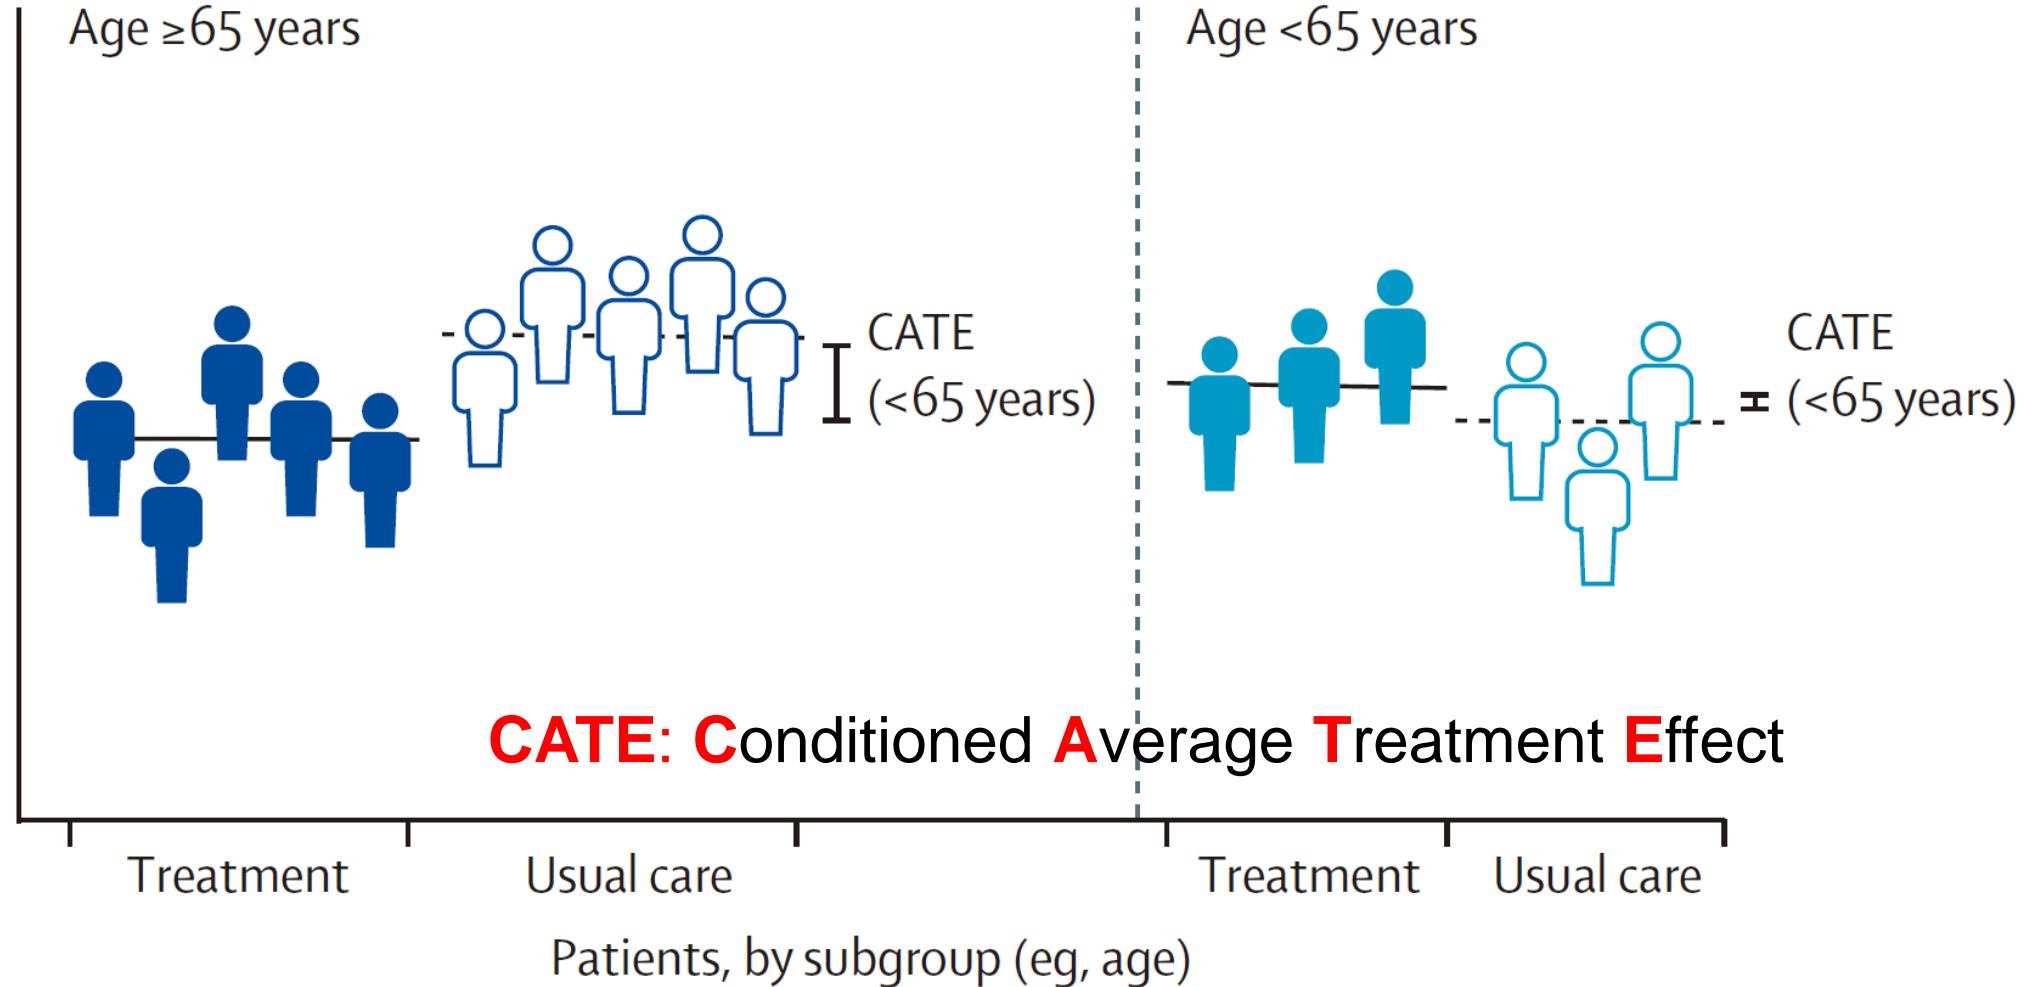 Age ≥65 years
Age <65 years
CATE
(<65 years)
CATE
(<65 years)
CATE: Conditioned Average Treatment Effect
Treatment
Usual care
Treatment
Usual care
Patients, by subgroup (eg, age)